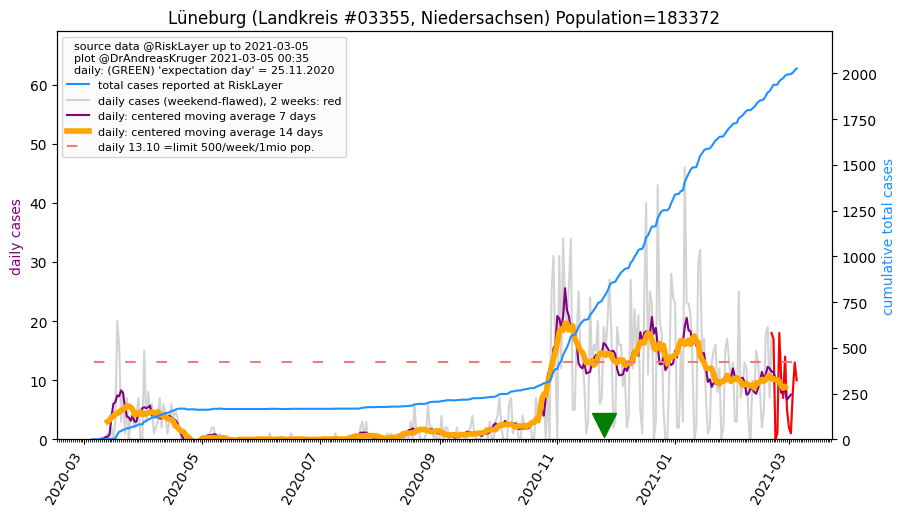 Lüneburg (Landkreis #03355, Niedersachsen) Population=183372
source data @RiskLayer up to 2021-03-05
plot @DrAndreasKruger 2021-03-05 00:35
daily: (GREEN) 'expectation day' = 25.11.2020
total cases reported at RiskLayer
daily cases (weekend-flawed), 2 weeks: red
daily: centered moving average 7 days
daily: centered moving average 14 days
daily 13.10 =limit 500/week/1mio pop.
daily cases
60
50
40
30
20
10
0
cumulative total cases
2000
1750
1500
1250
1000
750
500
250
0
2020-03
2020-05
2020-07
2020-09
2020-11
2021-01
2021-03